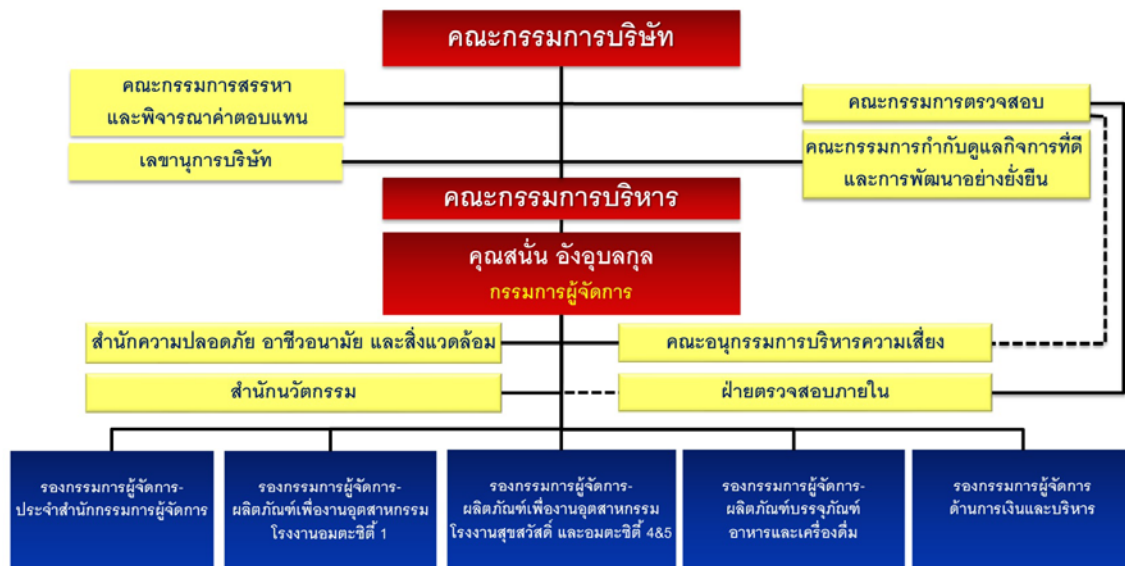 คณะกรรมการบริษัท
คณะกรรมการสรรหา
และพิจารณาค่าตอบแทน
คณะกรรมการตรวจสอบ
เลขานุการบริษัท
คณะกรรมการกำกับดูแลกิจการที่ดี
และการพัฒนาอย่างยั่งยืน
คณะกรรมการบริหาร
คุณสนั่น อังอุบลกุล
กรรมการผู้จัดการ
สำนักความปลอดภัย อาชีวอนามัย และสิ่งแวดล้อม
คณะอนุกรรมการบริหารความเสี่ยง
สำนักนวัตกรรม
ฝ่ายตรวจสอบภายใน
รองกรรมการผู้จัดการ-
ประจำสำนักกรรมการผู้จัดการ
รองกรรมการผู้จัดการ-
ผลิตภัณฑ์เพื่องานอุตสาหกรรม
โรงงานอมตะซิตี้ 1
รองกรรมการผู้จัดการ-
ผลิตภัณฑ์เพื่องานอุตสาหกรรม
โรงงานสุขสวัสดิ์ และอมตะซิตี้ 4&5
รองกรรมการผู้จัดการ-
ผลิตภัณฑ์บรรจุภัณฑ์
อาหารและเครื่องดื่ม
รองกรรมการผู้จัดการ
ด้านการเงินและบริหาร